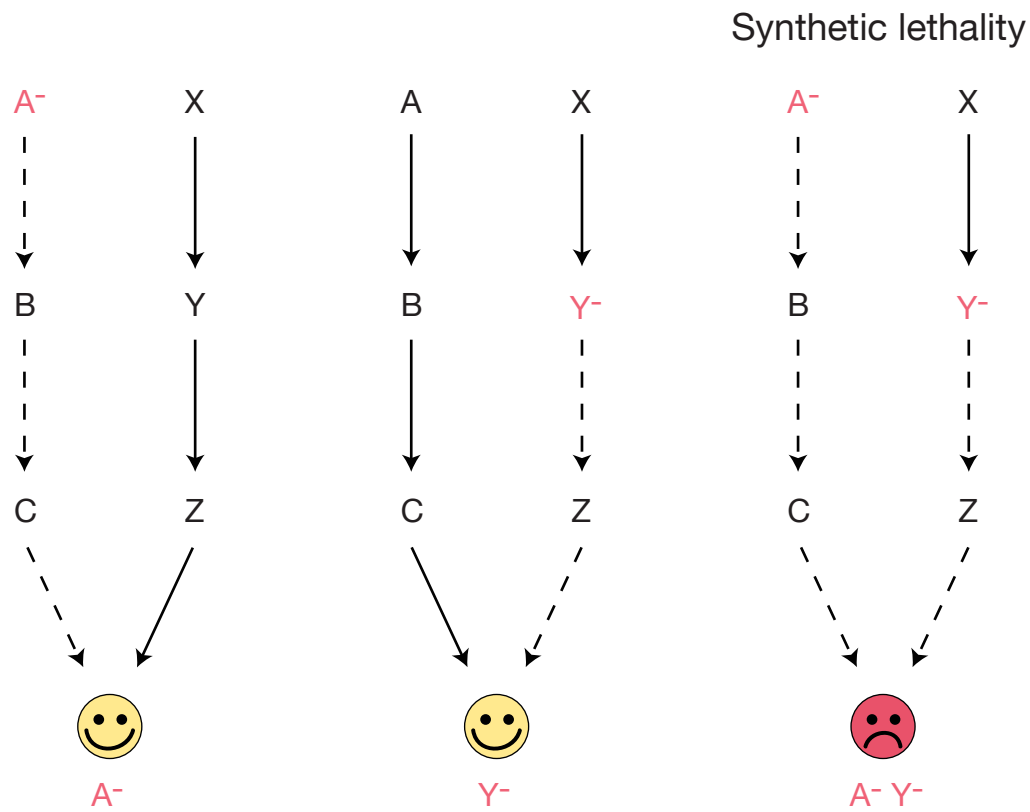 Synthetic lethality
A⁻ X A X A⁻ X
B Y B Y⁻ B Y⁻
C Z C Z C Z
A⁻ Y⁻ A⁻ Y⁻